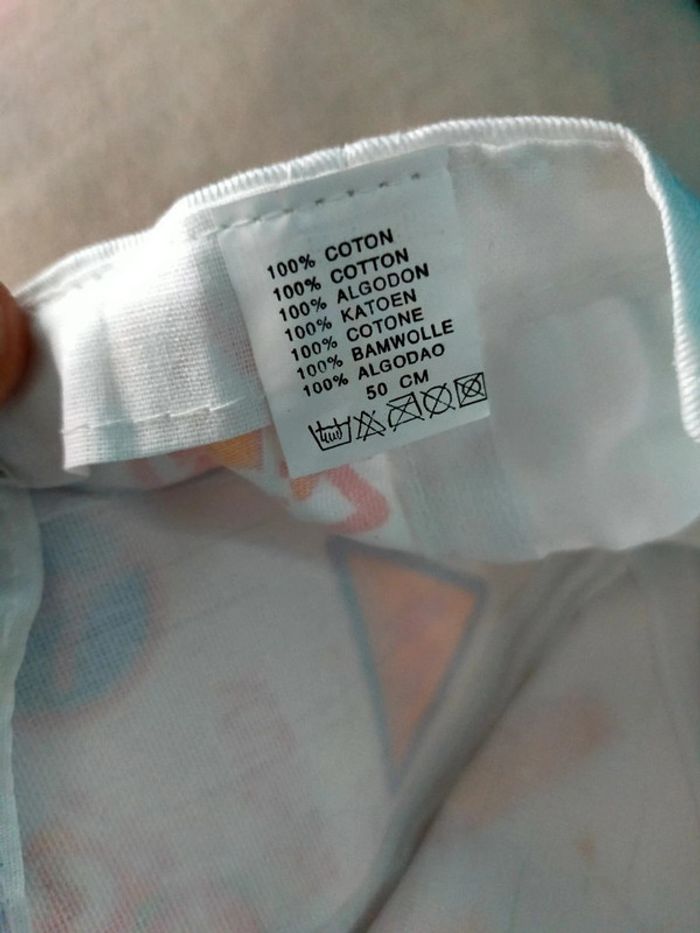 100% COTON
100% COTTON
100% ALGODON
100% KATOEN
100% COTONE
100% BAMWOLLE
100% ALGODAO
50 CM